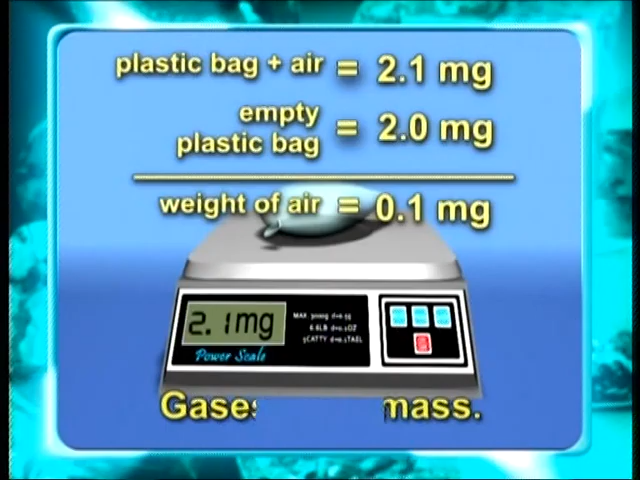 plastic bag + air = 2.1 mg
empty
plastic bag = 2.0 mg
weight of air = 0.1 mg
2.1mg
Power Scale
Gases mass.